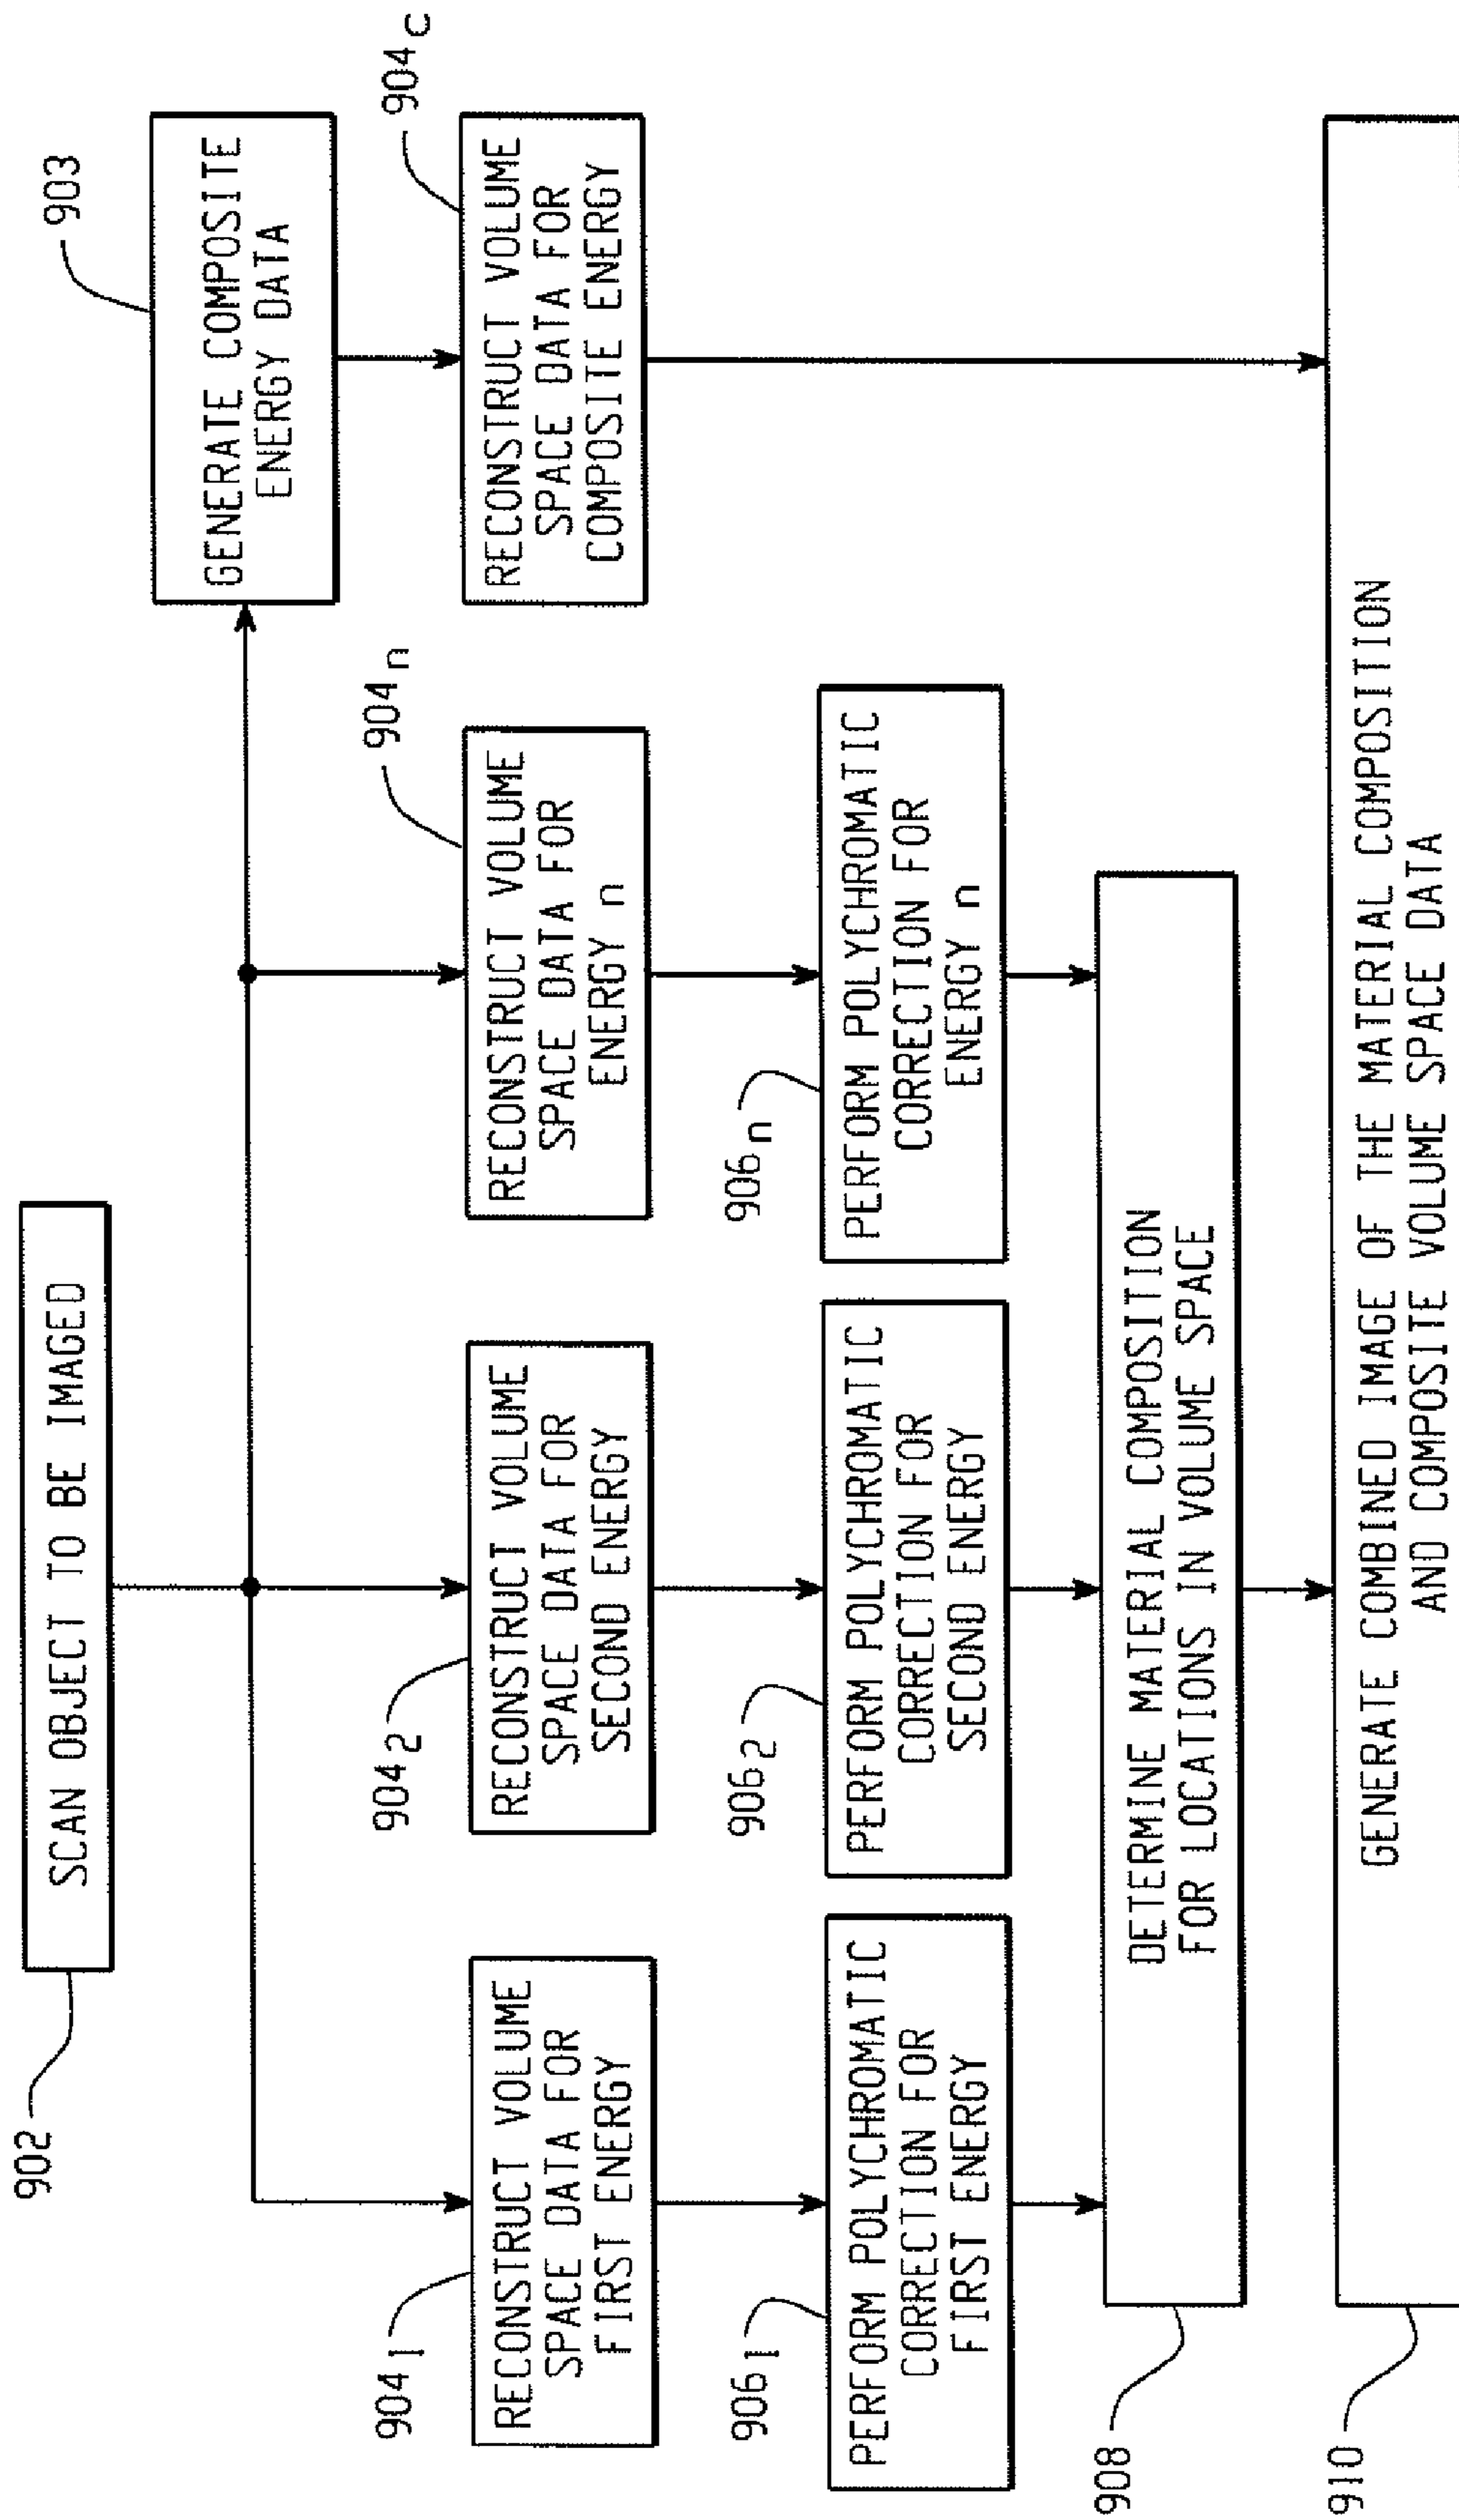 902
SCAN OBJECT TO BE IMAGED
903
GENERATE COMPOSITE
ENERGY DATA
904₁
RECONSTRUCT VOLUME
SPACE DATA FOR
FIRST ENERGY
904₂
RECONSTRUCT VOLUME
SPACE DATA FOR
SECOND ENERGY
904n
RECONSTRUCT VOLUME
SPACE DATA FOR
ENERGY n
904c
RECONSTRUCT VOLUME
SPACE DATA FOR
COMPOSITE ENERGY
906₁
PERFORM POLYCHROMATIC
CORRECTION FOR
FIRST ENERGY
906₂
PERFORM POLYCHROMATIC
CORRECTION FOR
SECOND ENERGY
906n
PERFORM POLYCHROMATIC
CORRECTION FOR
ENERGY n
908
DETERMINE MATERIAL COMPOSITION
FOR LOCATIONS IN VOLUME SPACE
910
GENERATE COMBINED IMAGE OF THE MATERIAL COMPOSITION
AND COMPOSITE VOLUME SPACE DATA